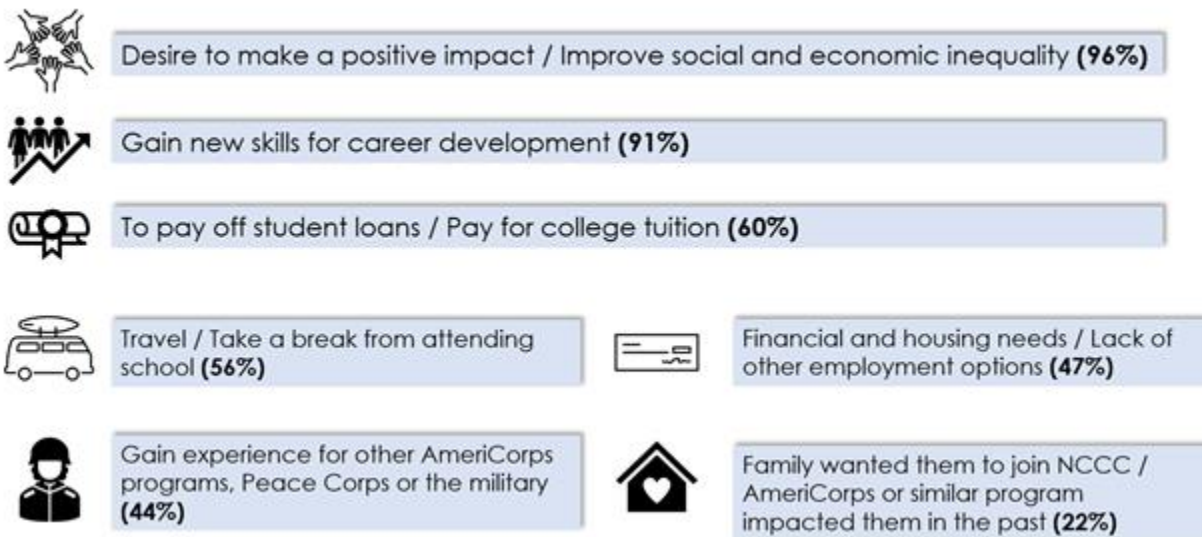 Desire to make a positive impact / Improve social and economic inequality (96%)
Gain new skills for career development (91%)
To pay off student loans / Pay for college tuition (60%)
Travel / Take a break from attending
school (56%)
Financial and housing needs / Lack of
other employment options (47%)
Gain experience for other AmeriCorps
programs, Peace Corps or the military
(44%)
Family wanted them to join NCCC /
AmeriCorps or similar program
impacted them in the past (22%)